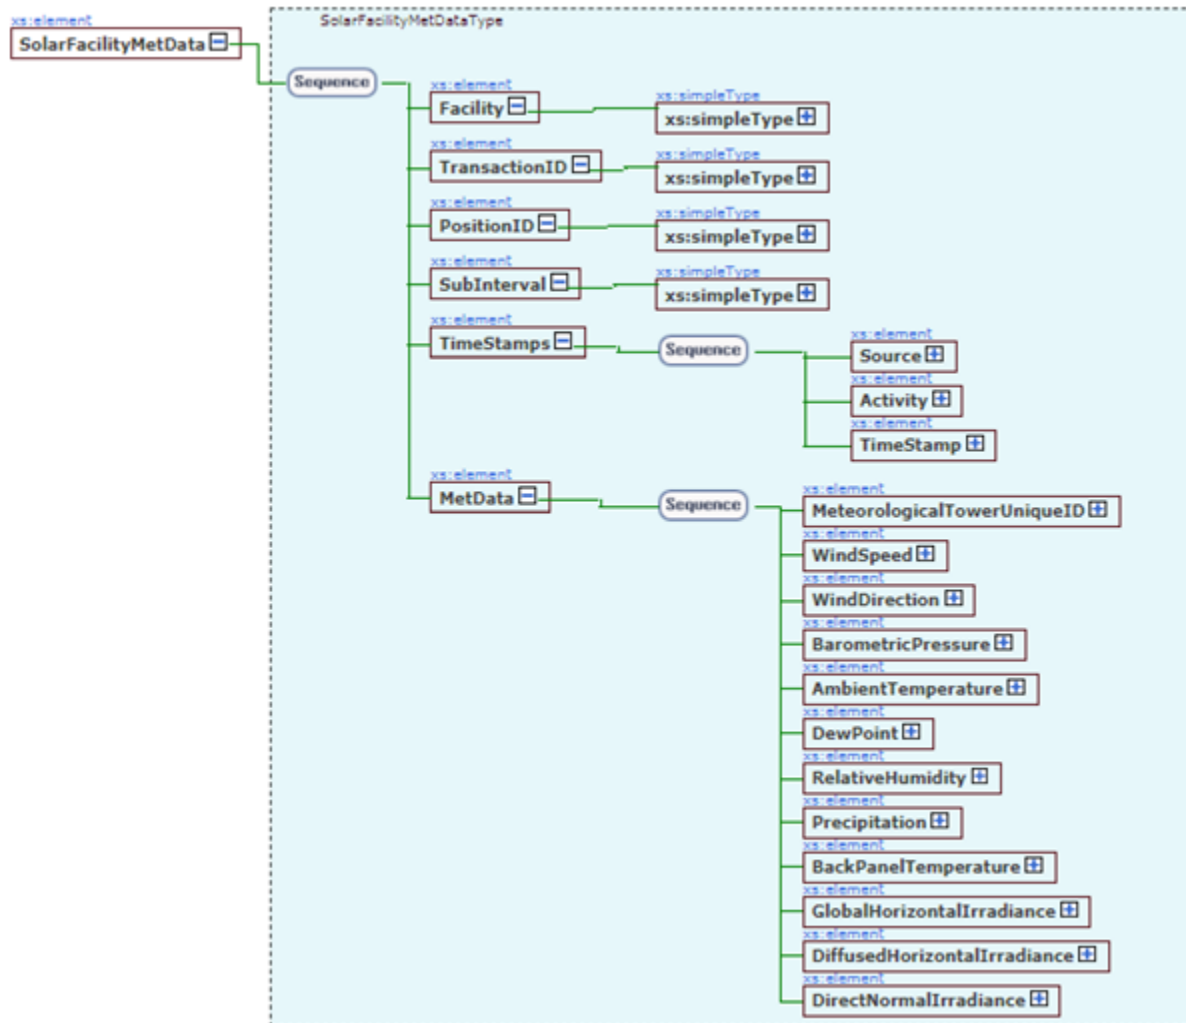 SolarFacilityMetDataType
xs:element
SolarFacilityMetData
Sequence
xs:element
Facility
xs:simpleType
xs:simpleType
xs:element
TransactionID
xs:simpleType
xs:simpleType
xs:element
PositionID
xs:simpleType
xs:simpleType
xs:element
SubInterval
xs:simpleType
xs:simpleType
xs:element
TimeStamps
Sequence
xs:element
Source
xs:element
Activity
xs:element
TimeStamp
xs:element
MetData
Sequence
xs:element
MeteorologicalTowerUniqueID
xs:element
WindSpeed
xs:element
WindDirection
xs:element
BarometricPressure
xs:element
AmbientTemperature
xs:element
DewPoint
xs:element
RelativeHumidity
xs:element
Precipitation
xs:element
BackPanelTemperature
xs:element
GlobalHorizontalIrradiance
xs:element
DiffusedHorizontalIrradiance
xs:element
DirectNormalIrradiance